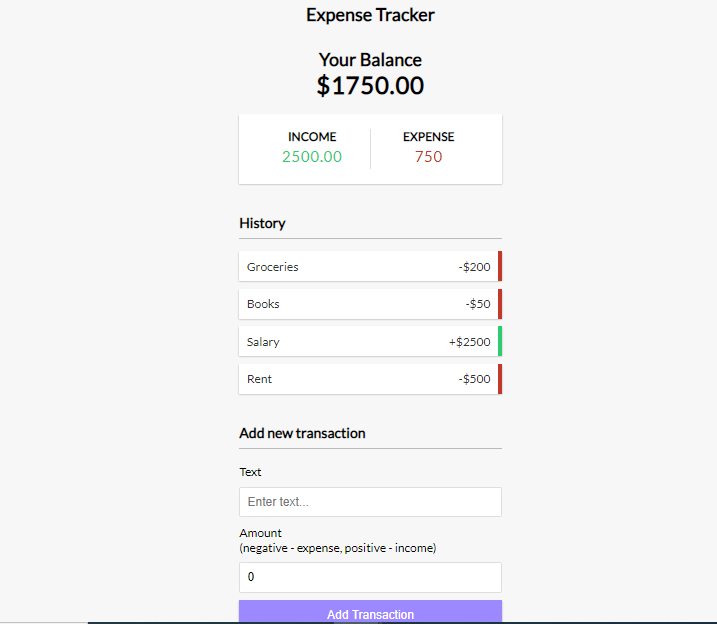 Expense Tracker
Your Balance
$1750.00
INCOME EXPENSE
2500.00 750
History
Groceries -$200
Books -$50
Salary +$2500
Rent -$500
Add new transaction
Text
Enter text...
Amount
(negative - expense, positive - income)
0
Add Transaction